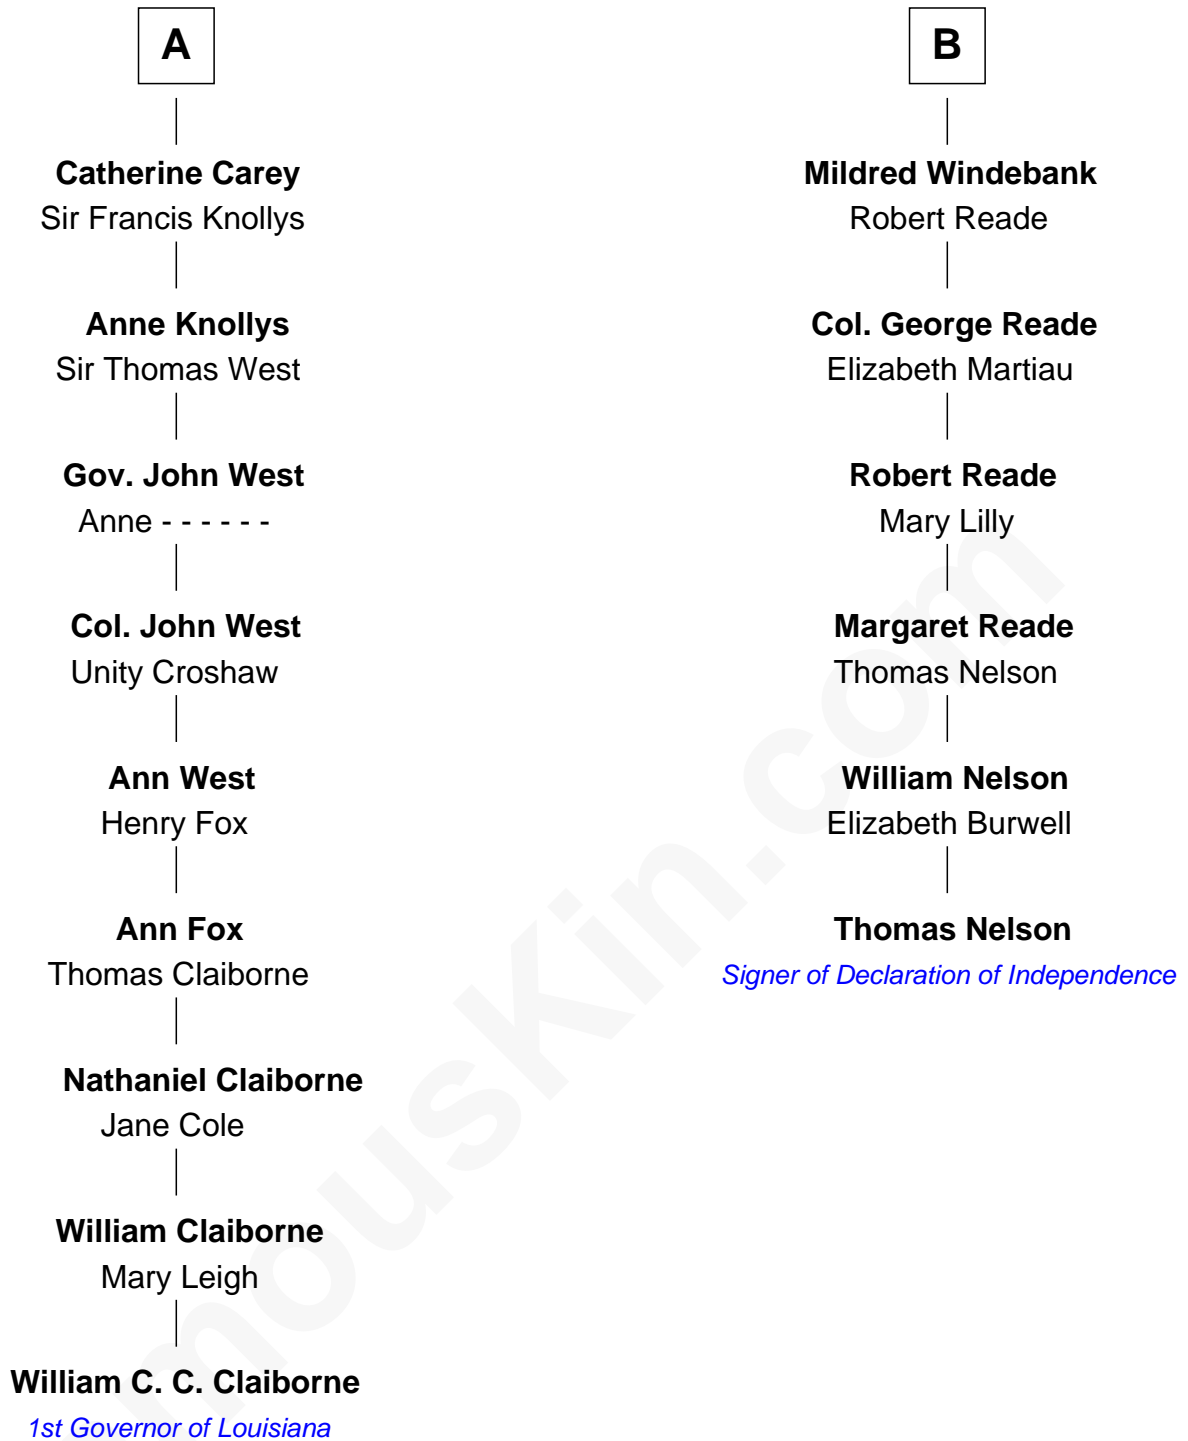 A
Catherine Carey
Sir Francis Knollys
Anne Knollys
Sir Thomas West
Gov. John West
Anne - - - - - -
Col. John West
Unity Croshaw
Ann West
Henry Fox
Ann Fox
Thomas Claiborne
Nathaniel Claiborne
Jane Cole
William Claiborne
Mary Leigh
William C. C. Claiborne
1st Governor of Louisiana
B
Mildred Windebank
Robert Reade
Col. George Reade
Elizabeth Martiau
Robert Reade
Mary Lilly
Margaret Reade
Thomas Nelson
William Nelson
Elizabeth Burwell
Thomas Nelson
Signer of Declaration of Independence
mouskin.com